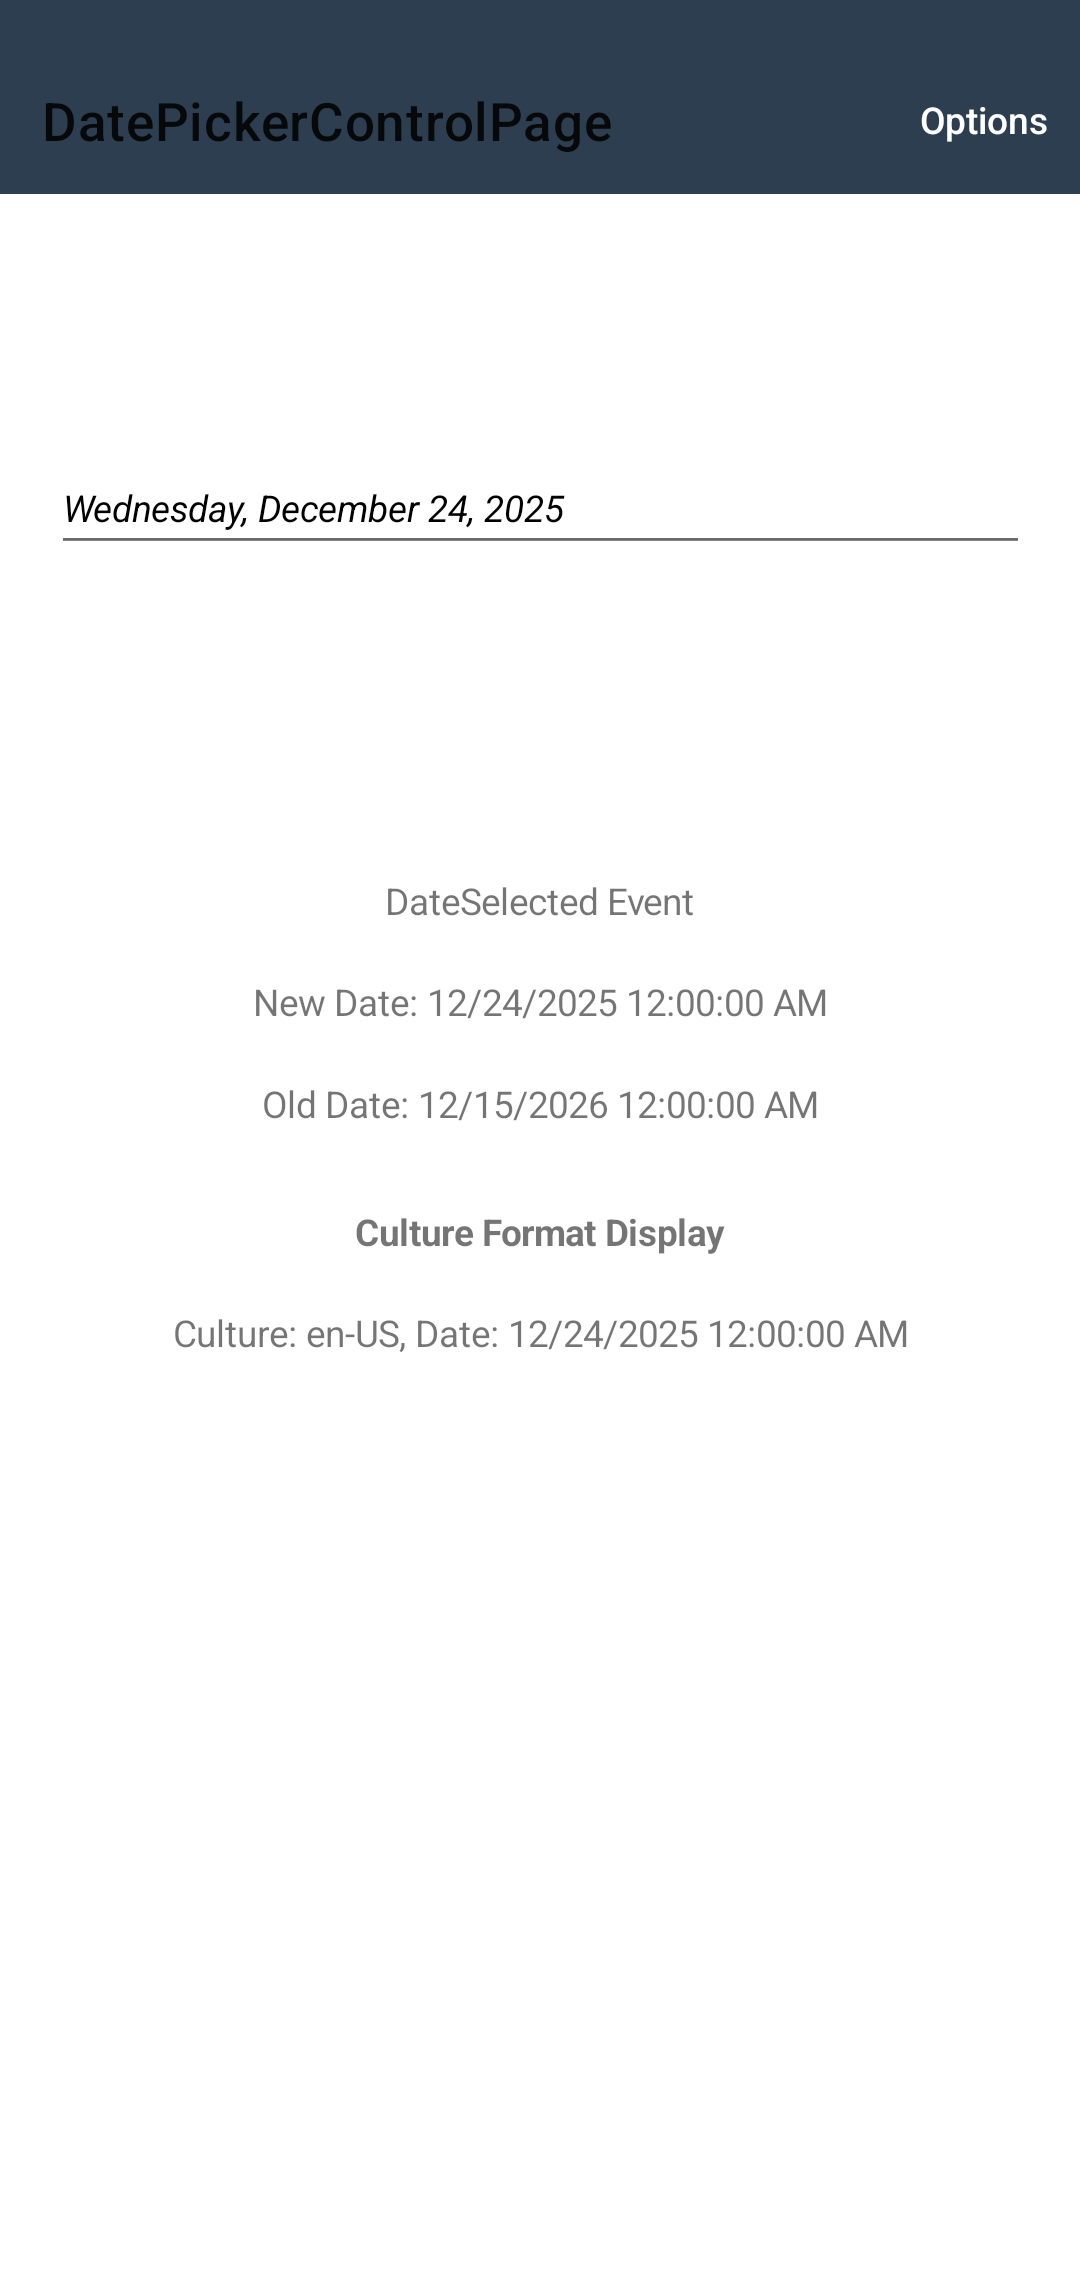 DatePickerControlPage
Options
Wednesday, December 24, 2025
DateSelected Event
New Date: 12/24/2025 12:00:00 AM
Old Date: 12/15/2026 12:00:00 AM
Culture Format Display
Culture: en-US, Date: 12/24/2025 12:00:00 AM